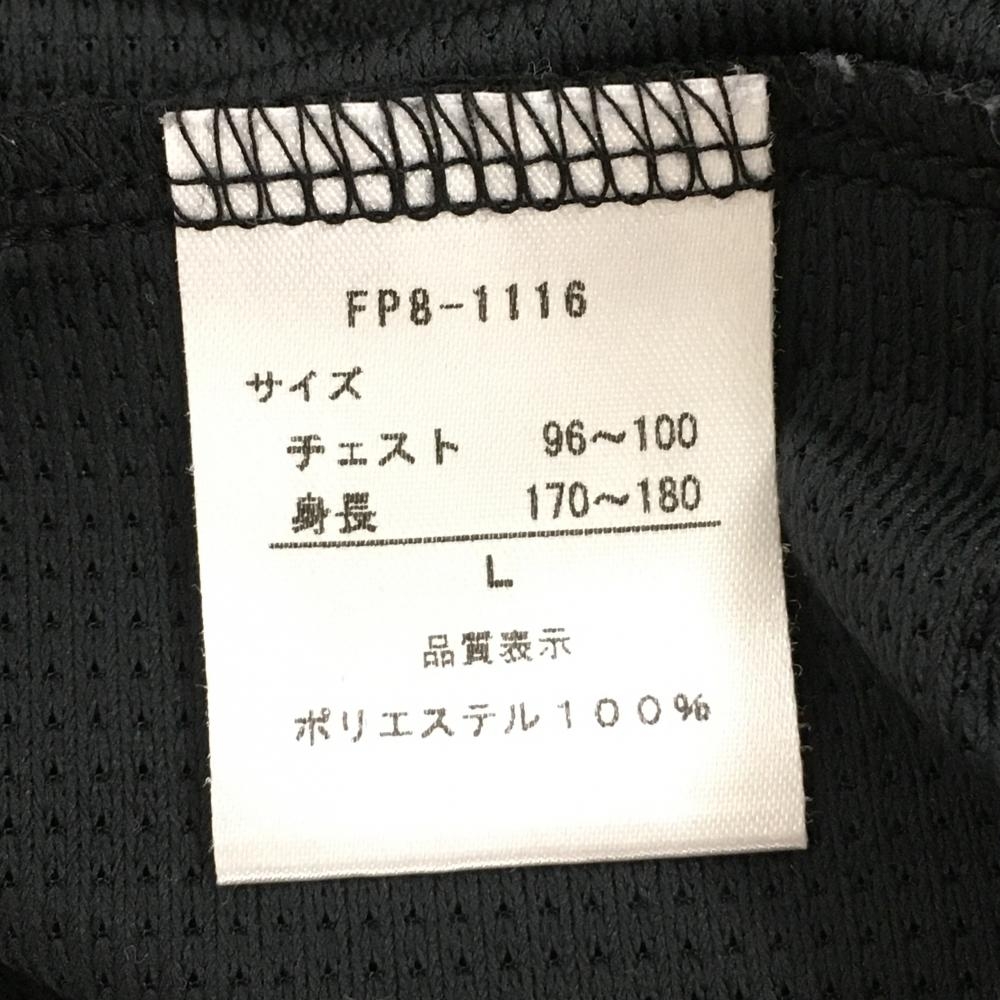 FP8-1116
サイズ
チェスト 96～100
身長 170～180
L
品質表示
ポリエステル１００％